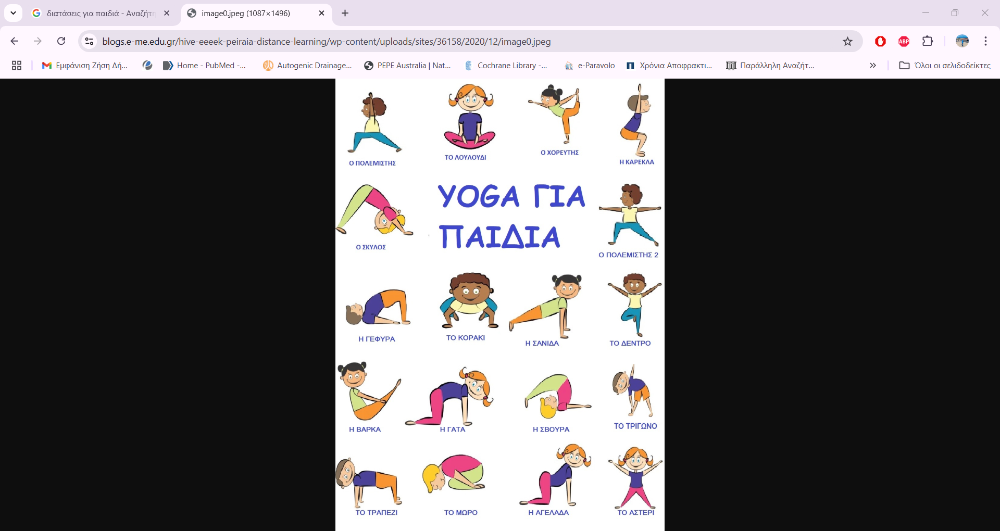 διατάσεις για παιδιά - Αναζήτη
image0.jpeg (1087×1496)
blogs.e-me.edu.gr/hive-eeeek-peiraia-distance-learning/wp-content/uploads/sites/36158/2020/12/image0.jpeg
ABP
Εμφάνιση Ζήση Δή...
Home - PubMed -...
Autogenic Drainage...
PEPE Australia | Nat...
Cochrane Library -...
e-Paravolo
Χρόνια Αποφρακτι...
Παράλληλη Αναζήτ...
Όλοι οι σελιδοδείκτες
Ο ΠΟΛΕΜΙΣΤΗΣ
ΤΟ ΛΟΥΛΟΥΔΙ
Ο ΧΟΡΕΥΤΗΣ
Η ΚΑΡΕΚΛΑ
YOGA ΓΙΑ
ΠΑΙΔΙΑ
Ο ΣΚΥΛΟΣ
Ο ΠΟΛΕΜΙΣΤΗΣ 2
Η ΓΕΦΥΡΑ
ΤΟ ΚΟΡΑΚΙ
Η ΣΑΝΙΔΑ
ΤΟ ΔΕΝΤΡΟ
Η ΒΑΡΚΑ
Η ΓΑΤΑ
Η ΣΒΟΥΡΑ
ΤΟ ΤΡΙΓΩΝΟ
ΤΟ ΤΡΑΠΕΖΙ
ΤΟ ΜΩΡΟ
Η ΑΓΕΛΑΔΑ
ΤΟ ΑΣΤΕΡΙ